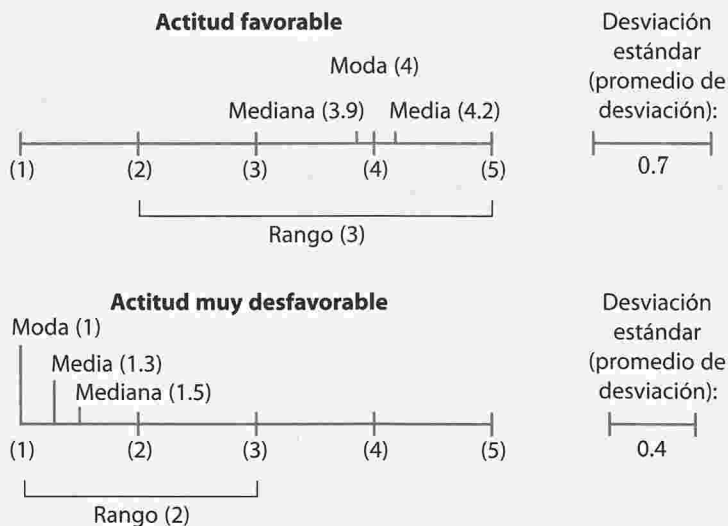 Actitud favorable
Desviación
estándar
(promedio de
desviación):
Moda (4)
Mediana (3.9) Media (4.2)
(1) (2) (3) (4) (5)
0.7
Rango (3)
Actitud muy desfavorable
Desviación
estándar
(promedio de
desviación):
Moda (1)
Media (1.3)
Mediana (1.5)
(1) (2) (3) (4) (5)
0.4
Rango (2)